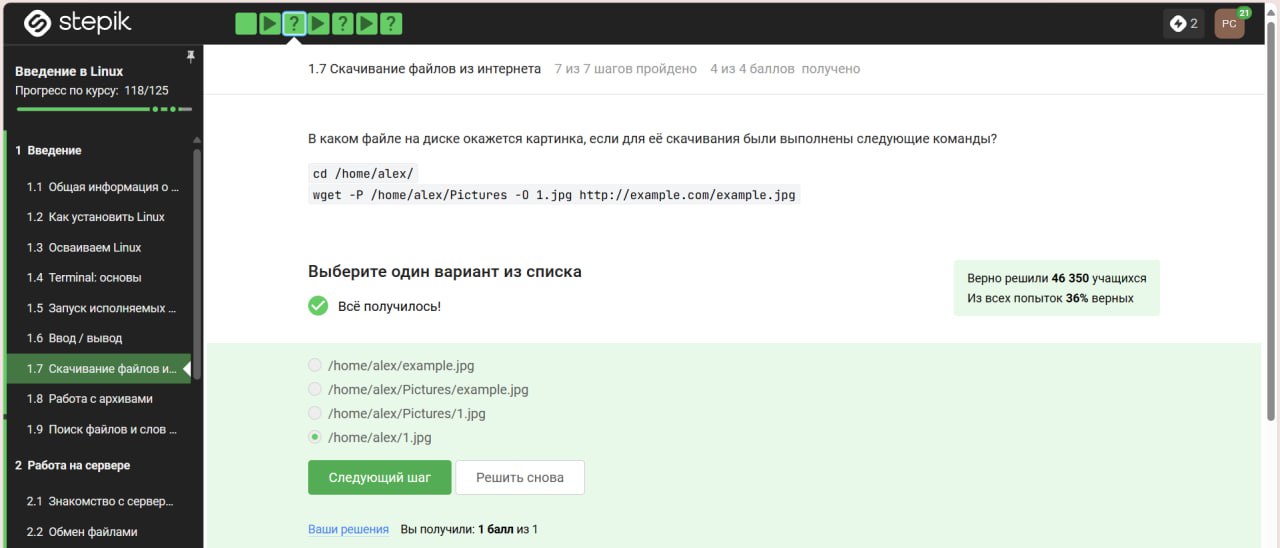 stepik
?
?
?
2
PC
21
Введение в Linux
Прогресс по курсу: 118/125
1.7 Скачивание файлов из интернета 7 из 7 шагов пройдено 4 из 4 баллов получено
1 Введение
1.1 Общая информация о ...
1.2 Как установить Linux
1.3 Осваиваем Linux
1.4 Terminal: основы
1.5 Запуск исполняемых ...
1.6 Ввод / вывод
1.7 Скачивание файлов и...
1.8 Работа с архивами
1.9 Поиск файлов и слов ...
2 Работа на сервере
2.1 Знакомство с сервер...
2.2 Обмен файлами
В каком файле на диске окажется картинка, если для её скачивания были выполнены следующие команды?
cd /home/alex/
wget -P /home/alex/Pictures -O 1.jpg http://example.com/example.jpg
Выберите один вариант из списка
Всё получилось!
Верно решили 46 350 учащихся
Из всех попыток 36% верных
/home/alex/example.jpg
/home/alex/Pictures/example.jpg
/home/alex/Pictures/1.jpg
/home/alex/1.jpg
Следующий шаг
Решить снова
Ваши решения Вы получили: 1 балл из 1